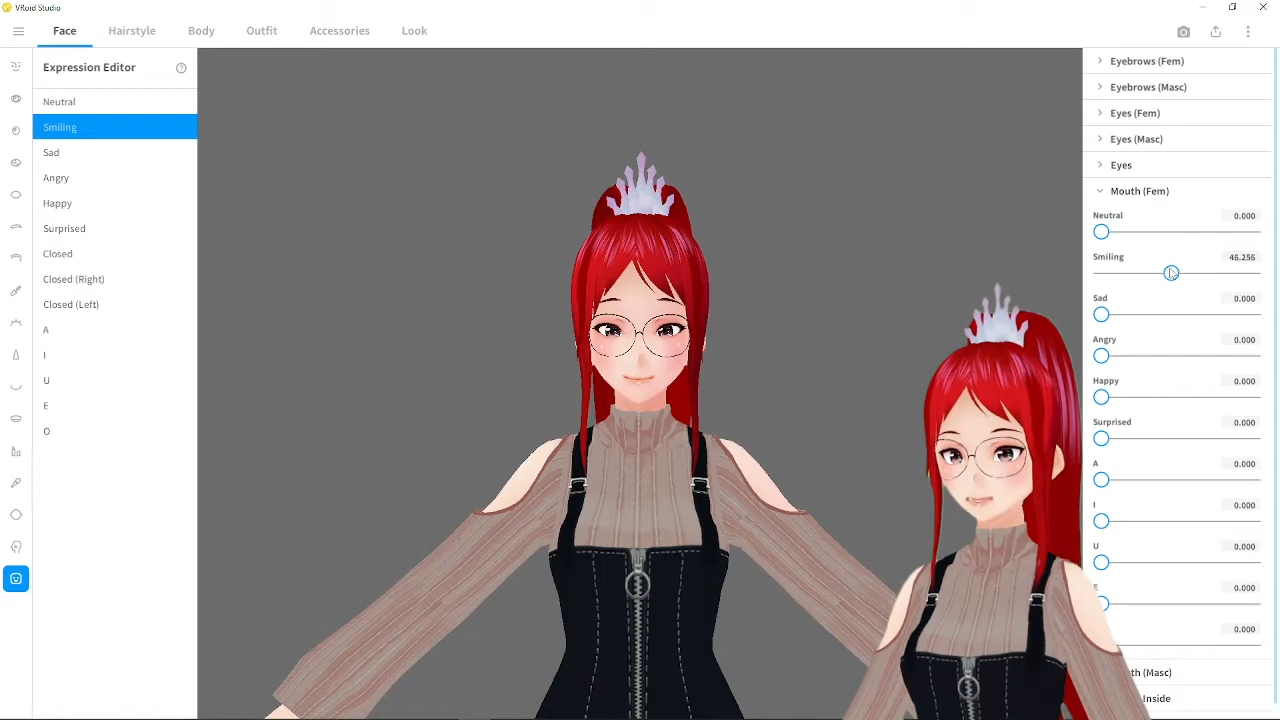 VRoid Studio
Face
Hairstyle
Body
Outfit
Accessories
Look
Expression Editor
Neutral
Smiling
Sad
Angry
Happy
Surprised
Closed
Closed (Right)
Closed (Left)
A
I
U
E
O
Eyebrows (Fem)
Eyebrows (Masc)
Eyes (Fem)
Eyes (Masc)
Eyes
Mouth (Fem)
Neutral 0.000
Smiling 46.256
Sad 0.000
Angry 0.000
Happy 0.000
Surprised 0.000
A 0.000
I 0.000
U 0.000
E 0.000
0.000
(Masc)
Inside